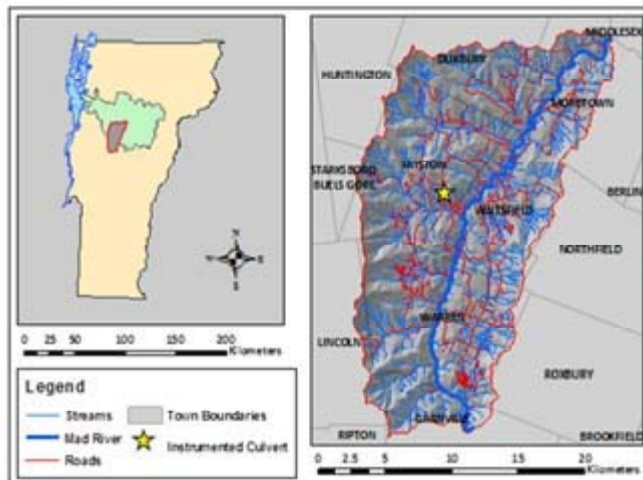 N
W
E
S
0 25 50 100 150 200
Kilometers
Legend
Streams
Mad River
Roads
Town Boundaries
Instrumented Culvert
MIDDLESEX
DUXBURY
HUNTINGTON
MORETOWN
FAYSTON
STARKSBORO
BUELS GORE
BERLIN
WAITSFIELD
NORTHFIELD
WARREN
LINCOLN
ROXBURY
GRANVILLE
RIPTON
BROOKFIELD
0 2.5 5 10 15 20
Kilometers